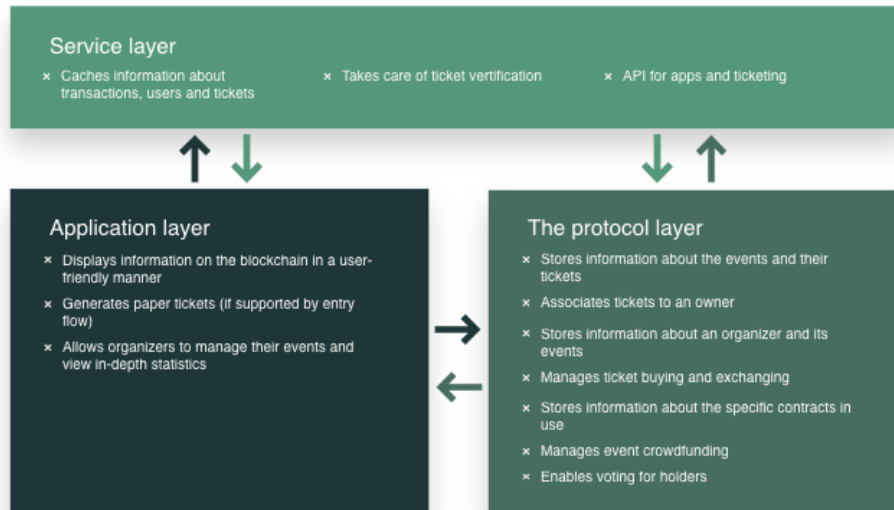 Service layer
× Caches information about
transactions, users and tickets
× Takes care of ticket vertification
× API for apps and ticketing
Application layer
× Displays information on the blockchain in a user-
friendly manner
× Generates paper tickets (if supported by entry
flow)
× Allows organizers to manage their events and
view in-depth statistics
The protocol layer
× Stores information about the events and their
tickets
× Associates tickets to an owner
× Stores information about an organizer and its
events
× Manages ticket buying and exchanging
× Stores information about the specific contracts in
use
× Manages event crowdfunding
× Enables voting for holders